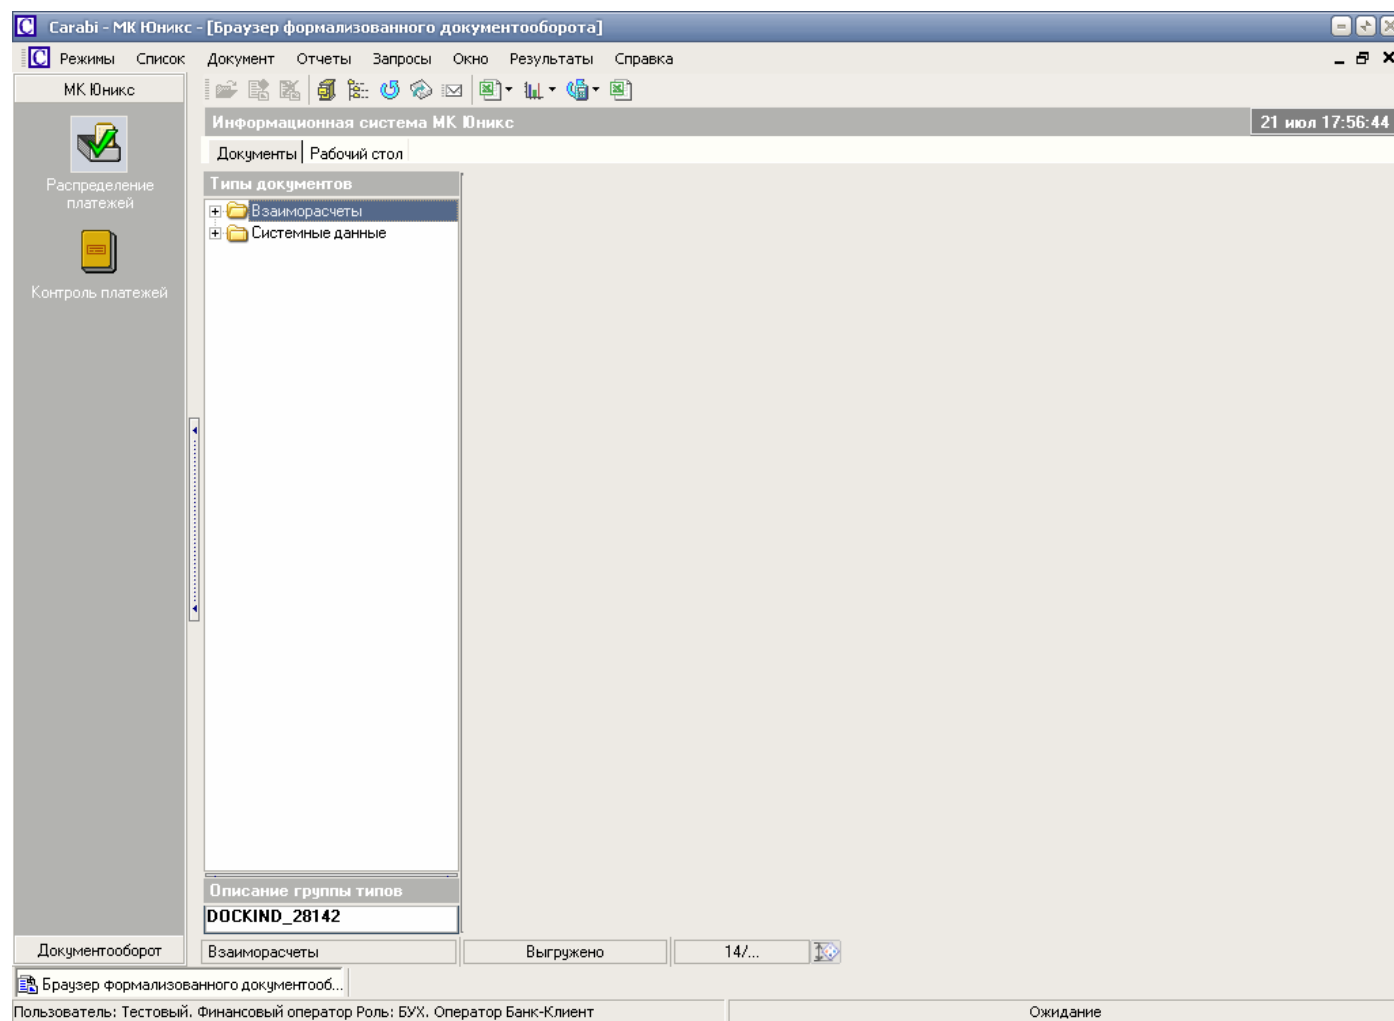 Carabi - МК Юникс - [Браузер формализованного документооборота]
Режимы Список Документ Отчеты Запросы Окно Результаты Справка
МК Юникс
Информационная система МК Юникс
21 июл 17:56:44
Документы Рабочий стол
Распределение
платежей
Контроль платежей
Типы документов
Взаиморасчеты
Системные данные
Описание группы типов
DOCKIND_28142
Документооборот
Взаиморасчеты
Выгружено
14/...
Браузер формализованного документооб...
Пользователь: Тестовый. Финансовый оператор Роль: БУХ. Оператор Банк-Клиент
Ожидание